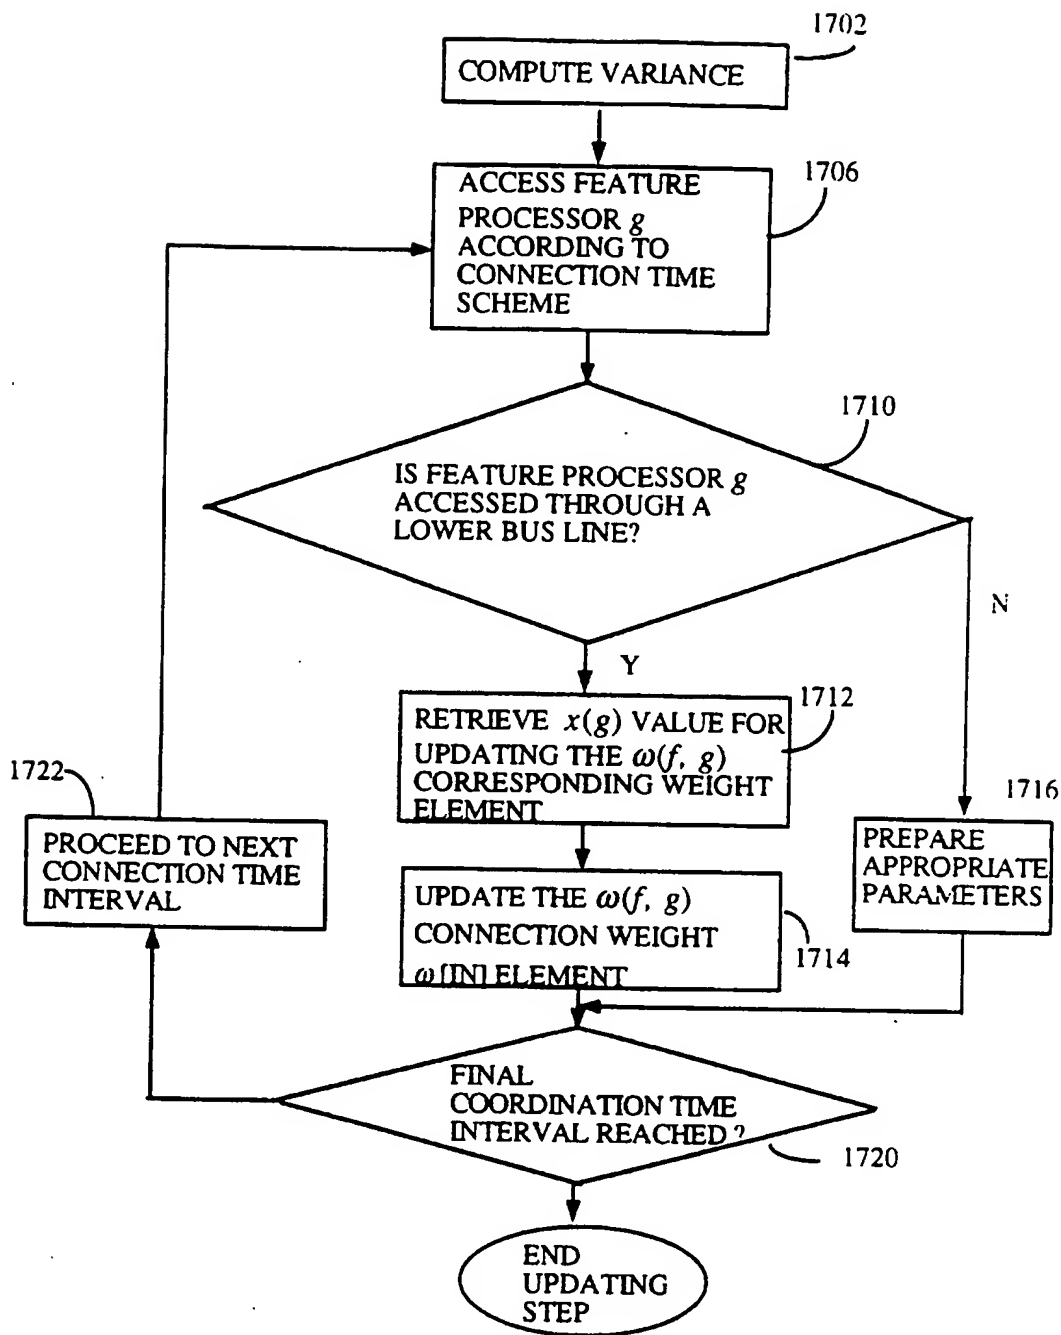 1702
COMPUTE VARIANCE
1706
ACCESS FEATURE
PROCESSOR g
ACCORDING TO
CONNECTION TIME
SCHEME
1710
IS FEATURE PROCESSOR g
ACCESSED THROUGH A
LOWER BUS LINE?
N
Y
1712
RETRIEVE x(g) VALUE FOR
UPDATING THE ω(f, g)
CORRESPONDING WEIGHT
ELEMENT
1722
PROCEED TO NEXT
CONNECTION TIME
INTERVAL
1716
PREPARE
APPROPRIATE
PARAMETERS
UPDATE THE ω(f, g)
CONNECTION WEIGHT
ω[IN] ELEMENT
1714
FINAL
COORDINATION TIME
INTERVAL REACHED ?
1720
END
UPDATING
STEP